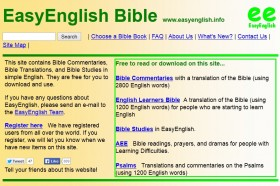 EasyEnglish Bible www.easyenglish.info
EasyEnglish
Search | Choose a Bible Book | FAQ | About Us | What's New? | Contact Us |
Site Map |
This site contains Bible Commentaries,
Bible Translations, and Bible Studies in
simple English. They are free for you to
download and use.
If you have any questions about
EasyEnglish, please send an e-mail to
the EasyEnglish Team.
Register here We have registered
users from all over the world. If you
register, we will let you know when we
have new items on this site.
Tweet Like
Tell your friends about this website!
Free to read or download on this site...
Bible Commentaries with a translation of the Bible (using
2800 English words)
English Learners Bible A translation of the Bible (using
1200 English words) for people who are starting to learn
English
Bible Studies in EasyEnglish.
AEE Bible readings, prayers, and dramas for people with
Learning Difficulties.
Psalms Translations and commentaries on the Psalms
(using 1200 English words)